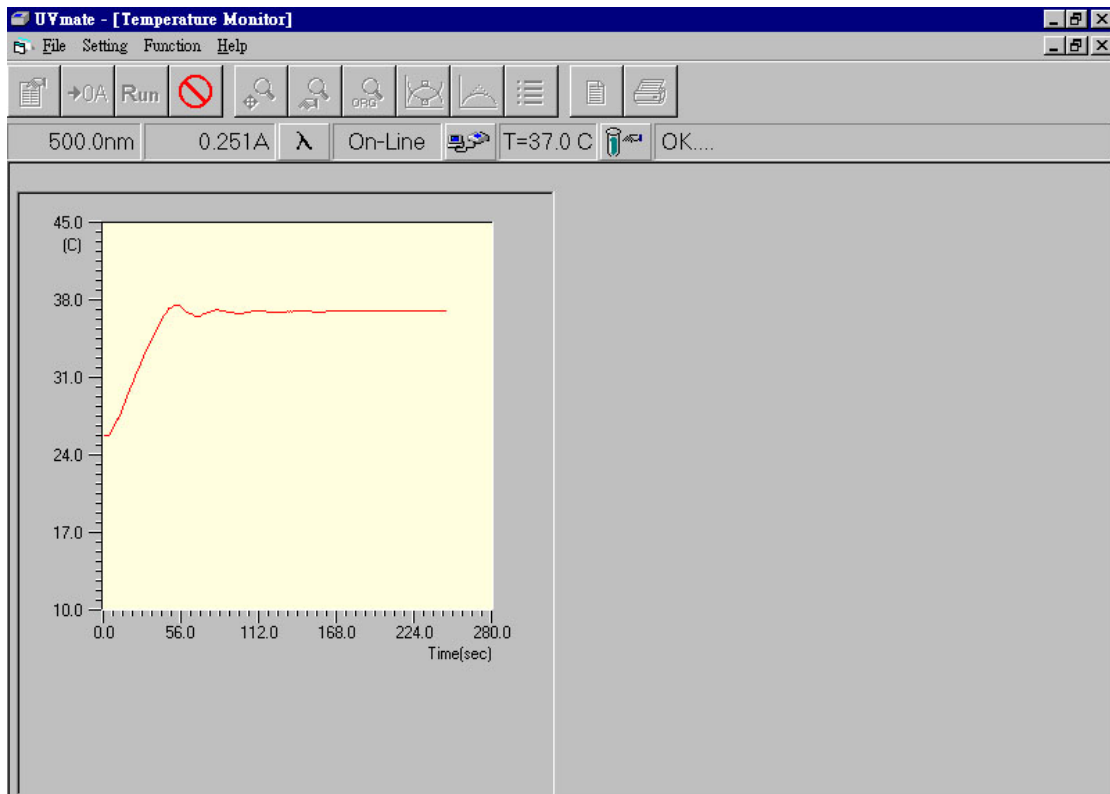 UVmate - [Temperature Monitor]
File Setting Function Help
→0A Run ORG
500.0nm 0.251A λ On-Line T=37.0 C OK....
45.0
(C)
38.0
31.0
24.0
17.0
10.0
0.0 56.0 112.0 168.0 224.0 280.0
Time(sec)